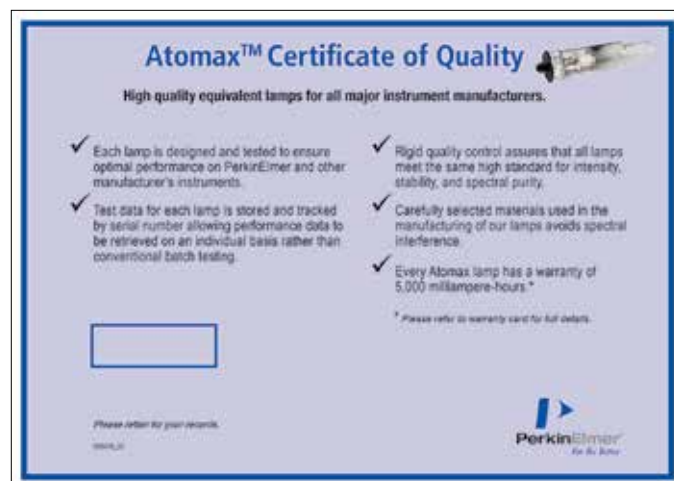 Atomax™ Certificate of Quality
High quality equivalent lamps for all major instrument manufacturers.
Each lamp is designed and tested to ensure
optimal performance on PerkinElmer and other
manufacturer's instruments.
Test data for each lamp is stored and tracked
by serial number allowing performance data to
be retrieved on an individual basis rather than
conventional batch testing.
Rigid quality control assures that all lamps
meet the same high standard for intensity,
stability, and spectral purity.
Carefully selected materials used in the
manufacturing of our lamps avoids spectral
interference.
Every Atomax lamp has a warranty of
5,000 milliampere-hours.*
* Please refer to warranty card for full details.
Please retain for your records.
PerkinElmer
For the Better